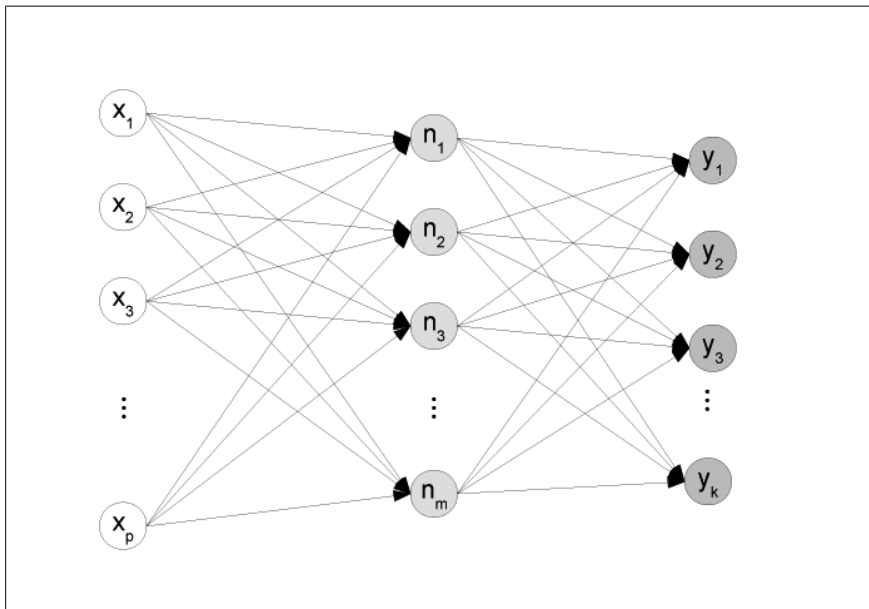 x1
x2
x3
⋮
xp
n1
n2
n3
⋮
nm
y1
y2
y3
⋮
yk